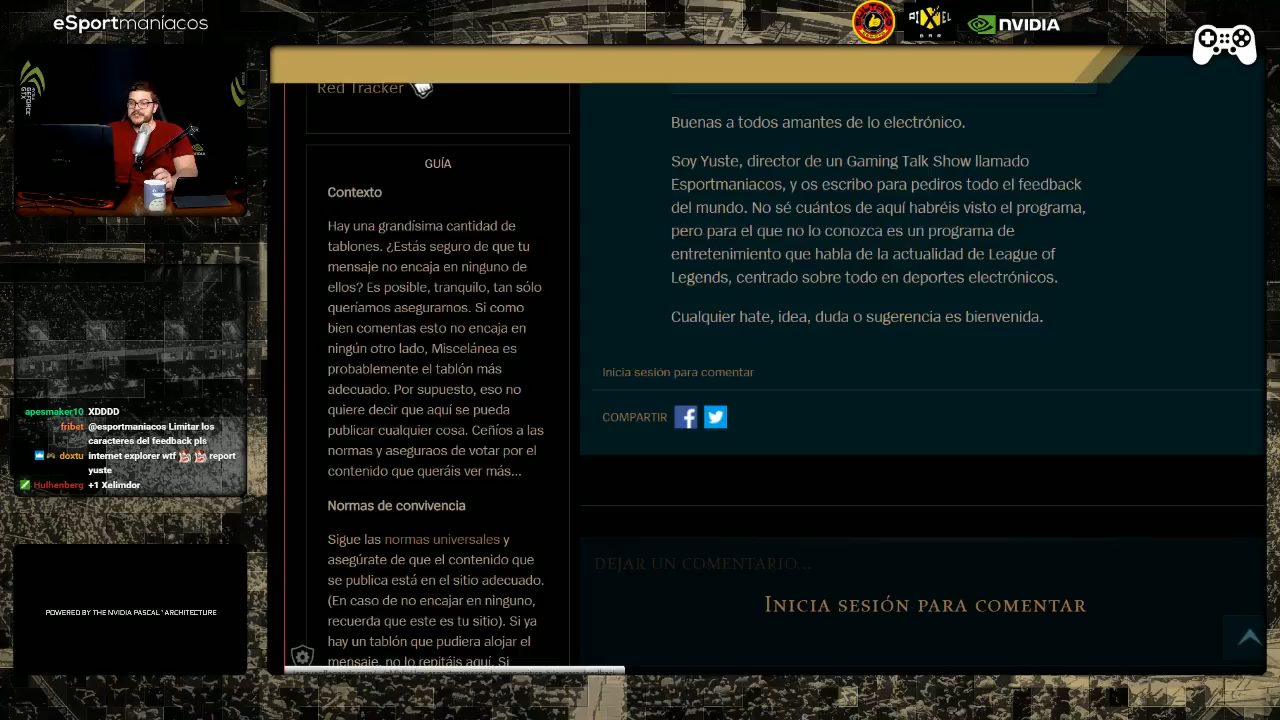 eSportmaníacos
PIXEL
BAR
NVIDIA
Red Tracker
GUÍA
Contexto
Hay una grandísima cantidad de
tablones. ¿Estás seguro de que tu
mensaje no encaja en ninguno de
ellos? Es posible, tranquilo, tan sólo
queríamos asegurarnos. Si como
bien comentas esto no encaja en
ningún otro lado, Miscelánea es
probablemente el tablón más
adecuado. Por supuesto, eso no
quiere decir que aquí se pueda
publicar cualquier cosa. Ceñíos a las
normas y aseguraos de votar por el
contenido que queráis ver más...
Normas de convivencia
Sigue las normas universales y
asegúrate de que el contenido que
se publica está en el sitio adecuado.
(En caso de no encajar en ninguno,
recuerda que este es tu sitio). Si ya
hay un tablón que pudiera alojar el
mensaje, no lo repitáis aquí. Si
Buenas a todos amantes de lo electrónico.
Soy Yuste, director de un Gaming Talk Show llamado
Esportmaniacos, y os escribo para pediros todo el feedback
del mundo. No sé cuántos de aquí habréis visto el programa,
pero para el que no lo conozca es un programa de
entretenimiento que habla de la actualidad de League of
Legends, centrado sobre todo en deportes electrónicos.
Cualquier hate, idea, duda o sugerencia es bienvenida.
Inicia sesión para comentar
COMPARTIR
DEJAR UN COMENTARIO...
INICIA SESIÓN PARA COMENTAR
apesmaker10 XDDDD
fribet @esportmaniacos Limitar los
caracteres del feedback pls
doxtu internet explorer wtf report
yuste
Hulhenberg +1 Xelimdor
POWERED BY THE NVIDIA PASCAL™ ARCHITECTURE